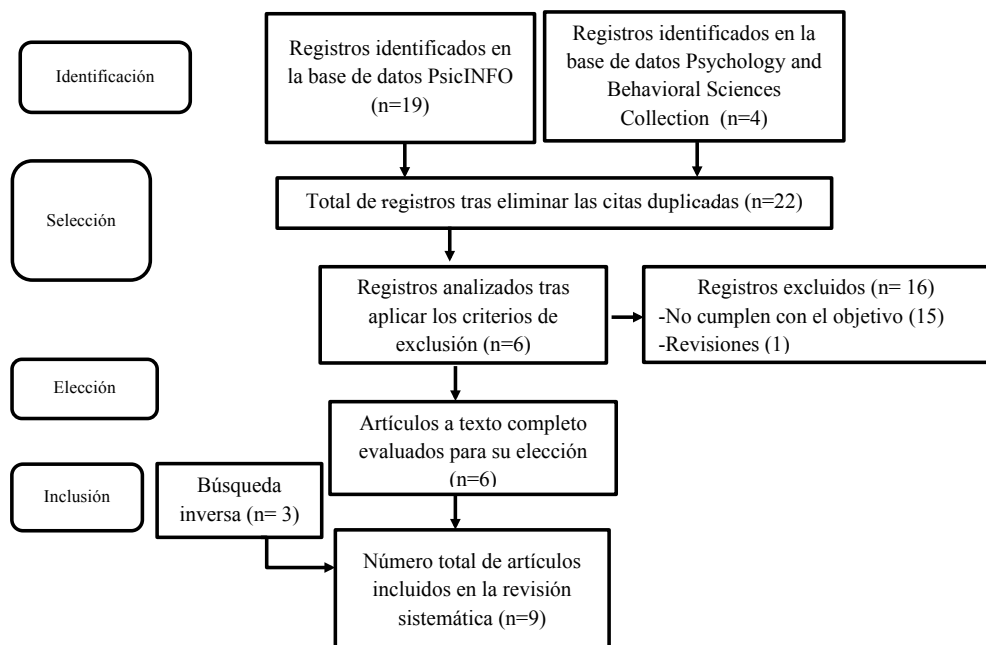 Identificación
Registros identificados en
la base de datos PsicINFO
(n=19)
Registros identificados en la
base de datos Psychology and
Behavioral Sciences
Collection (n=4)
Selección
Total de registros tras eliminar las citas duplicadas (n=22)
Registros analizados tras
aplicar los criterios de
exclusión (n=6)
Registros excluidos (n= 16)
-No cumplen con el objetivo (15)
-Revisiones (1)
Elección
Artículos a texto completo
evaluados para su elección
(n=6)
Inclusión
Búsqueda
inversa (n= 3)
Número total de artículos
incluidos en la revisión
sistemática (n=9)